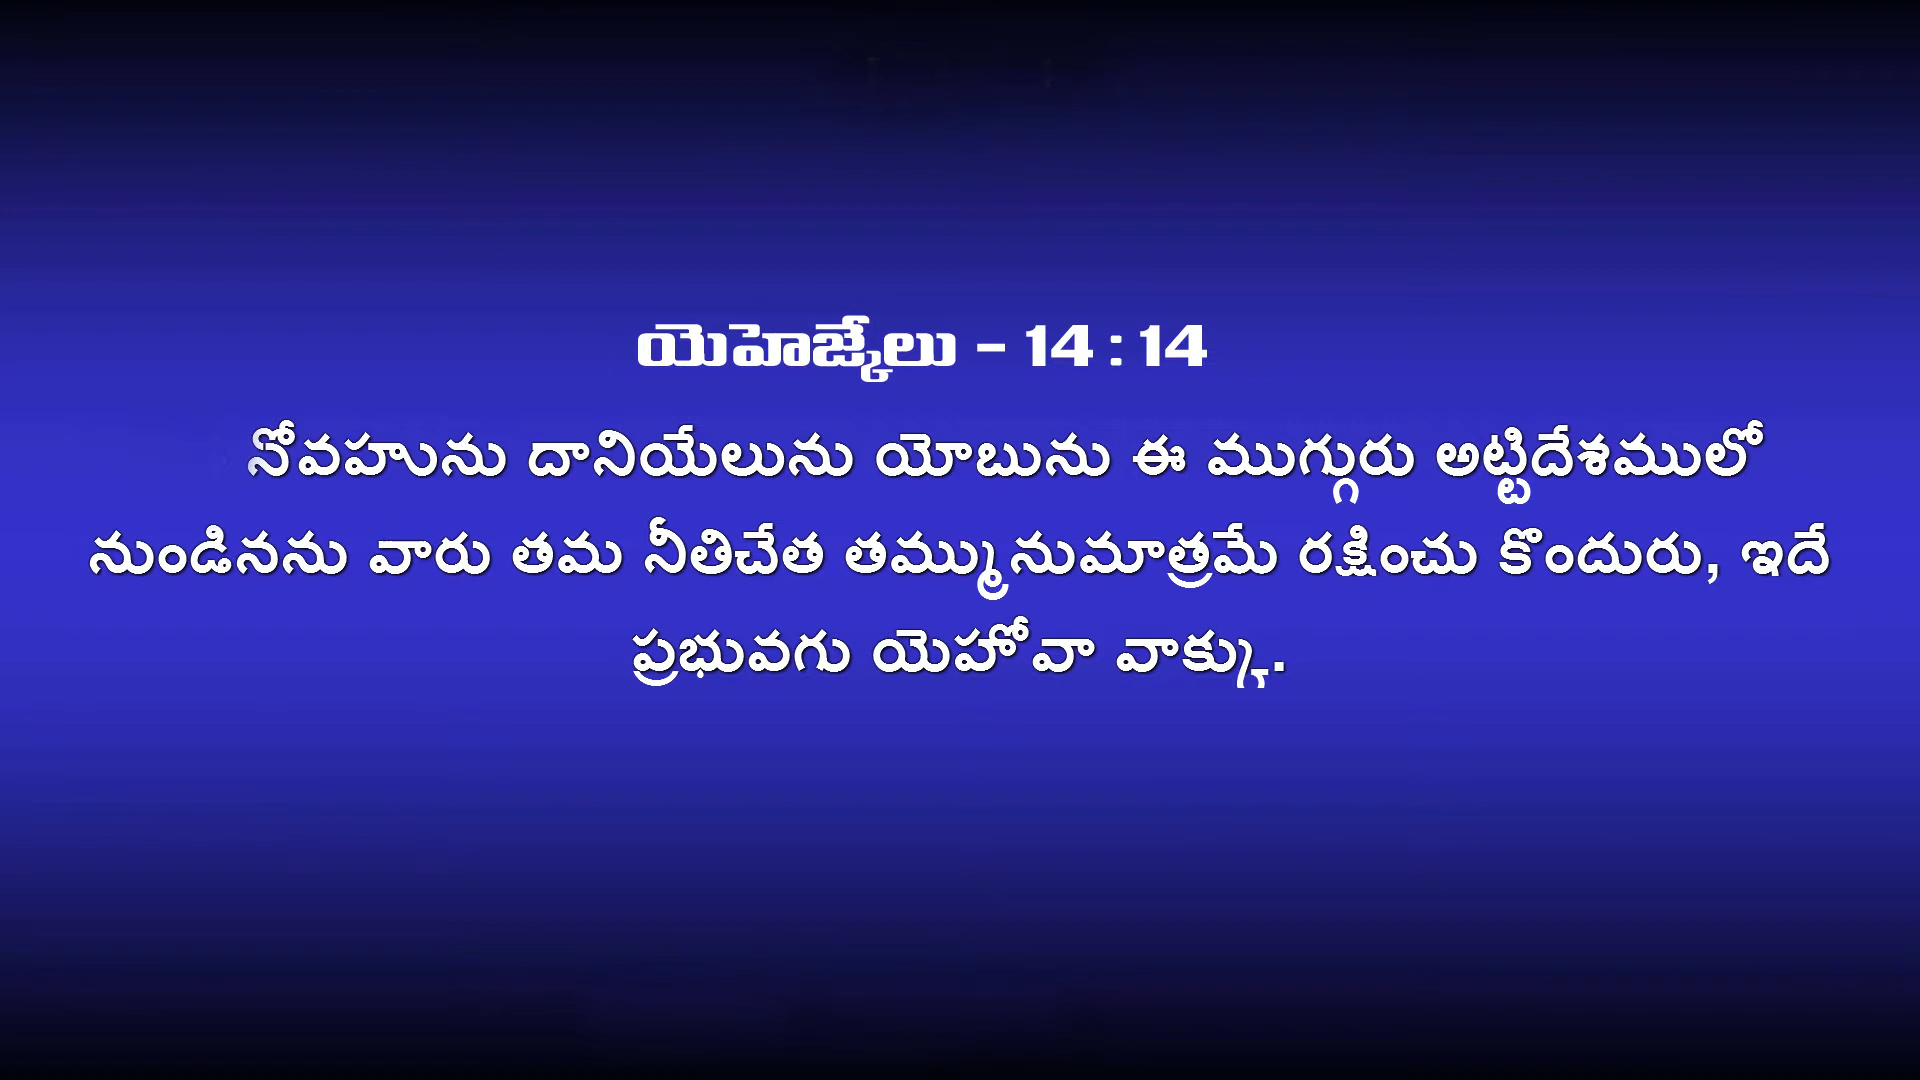 యెహెజ్కేలు - 14 : 14
నోవహును దానియేలును యోబును ఈ ముగ్గురు అట్టిదేశములో
నుండినను వారు తమ నీతిచేత తమ్మునుమాత్రమే రక్షించు కొందురు, ఇదే
ప్రభువగు యెహోవా వాక్కు.